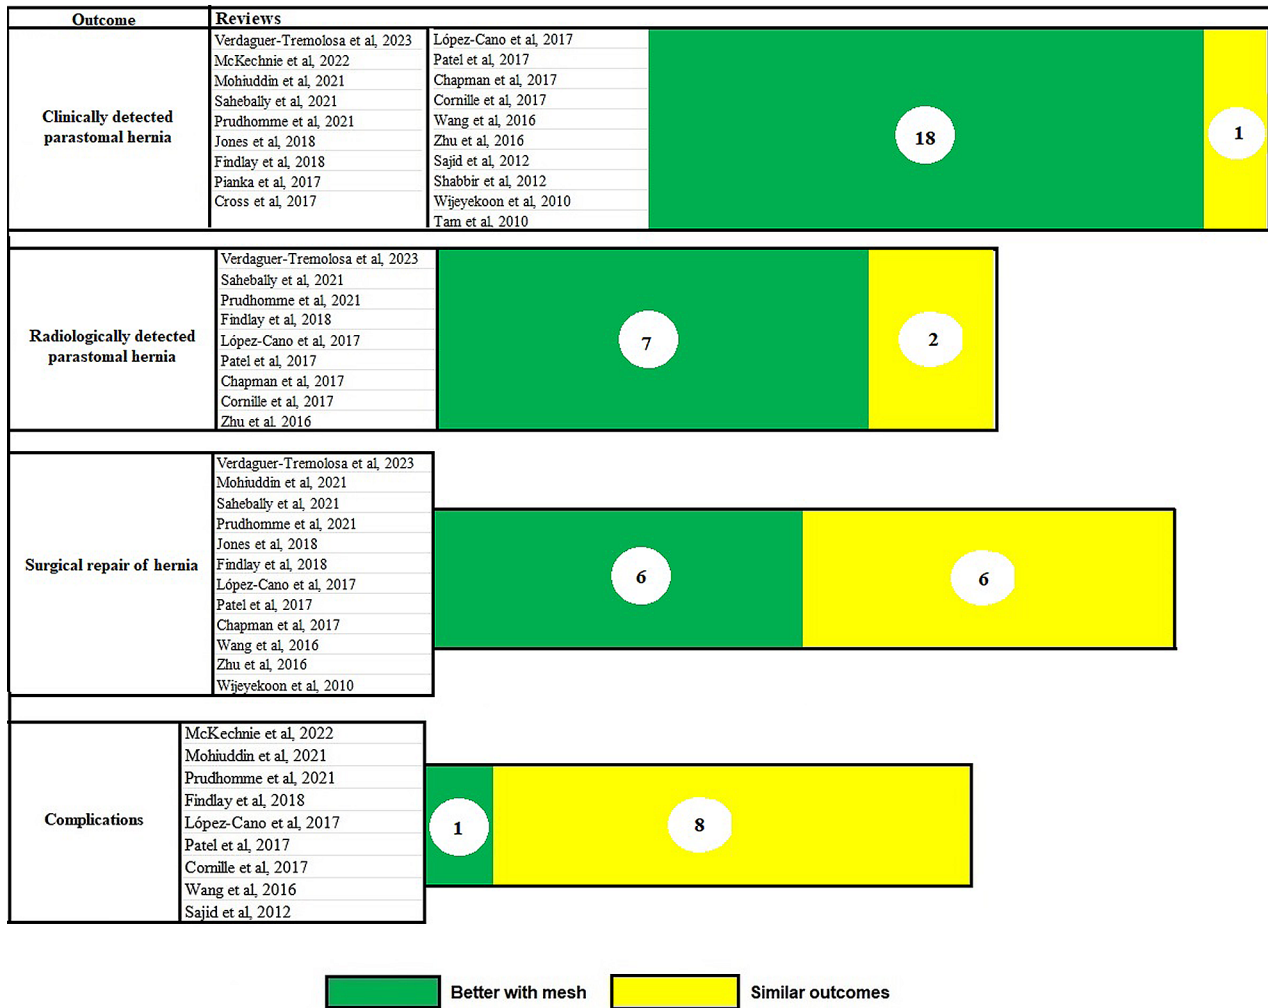 Outcome
Reviews
Clinically detected
parastomal hernia
Verdaguer-Tremolosa et al, 2023
McKechnie et al, 2022
Mohiuddin et al, 2021
Sahebally et al, 2021
Prudhomme et al, 2021
Jones et al, 2018
Findlay et al, 2018
Pianka et al, 2017
Cross et al, 2017
López-Cano et al, 2017
Patel et al, 2017
Chapman et al, 2017
Cornille et al, 2017
Wang et al, 2016
Zhu et al, 2016
Sajid et al, 2012
Shabbir et al, 2012
Wijeyekoon et al, 2010
Tam et al, 2010
18
1
Radiologically detected
parastomal hernia
Verdaguer-Tremolosa et al, 2023
Sahebally et al, 2021
Prudhomme et al, 2021
Findlay et al, 2018
López-Cano et al, 2017
Patel et al, 2017
Chapman et al, 2017
Cornille et al, 2017
Zhu et al. 2016
7
2
Surgical repair of hernia
Verdaguer-Tremolosa et al, 2023
Mohiuddin et al, 2021
Sahebally et al, 2021
Prudhomme et al, 2021
Jones et al, 2018
Findlay et al, 2018
López-Cano et al, 2017
Patel et al, 2017
Chapman et al, 2017
Wang et al, 2016
Zhu et al, 2016
Wijeyekoon et al, 2010
6
6
Complications
McKechnie et al, 2022
Mohiuddin et al, 2021
Prudhomme et al, 2021
Findlay et al, 2018
López-Cano et al, 2017
Patel et al, 2017
Cornille et al, 2017
Wang et al, 2016
Sajid et al, 2012
1
8
Better with mesh
Similar outcomes